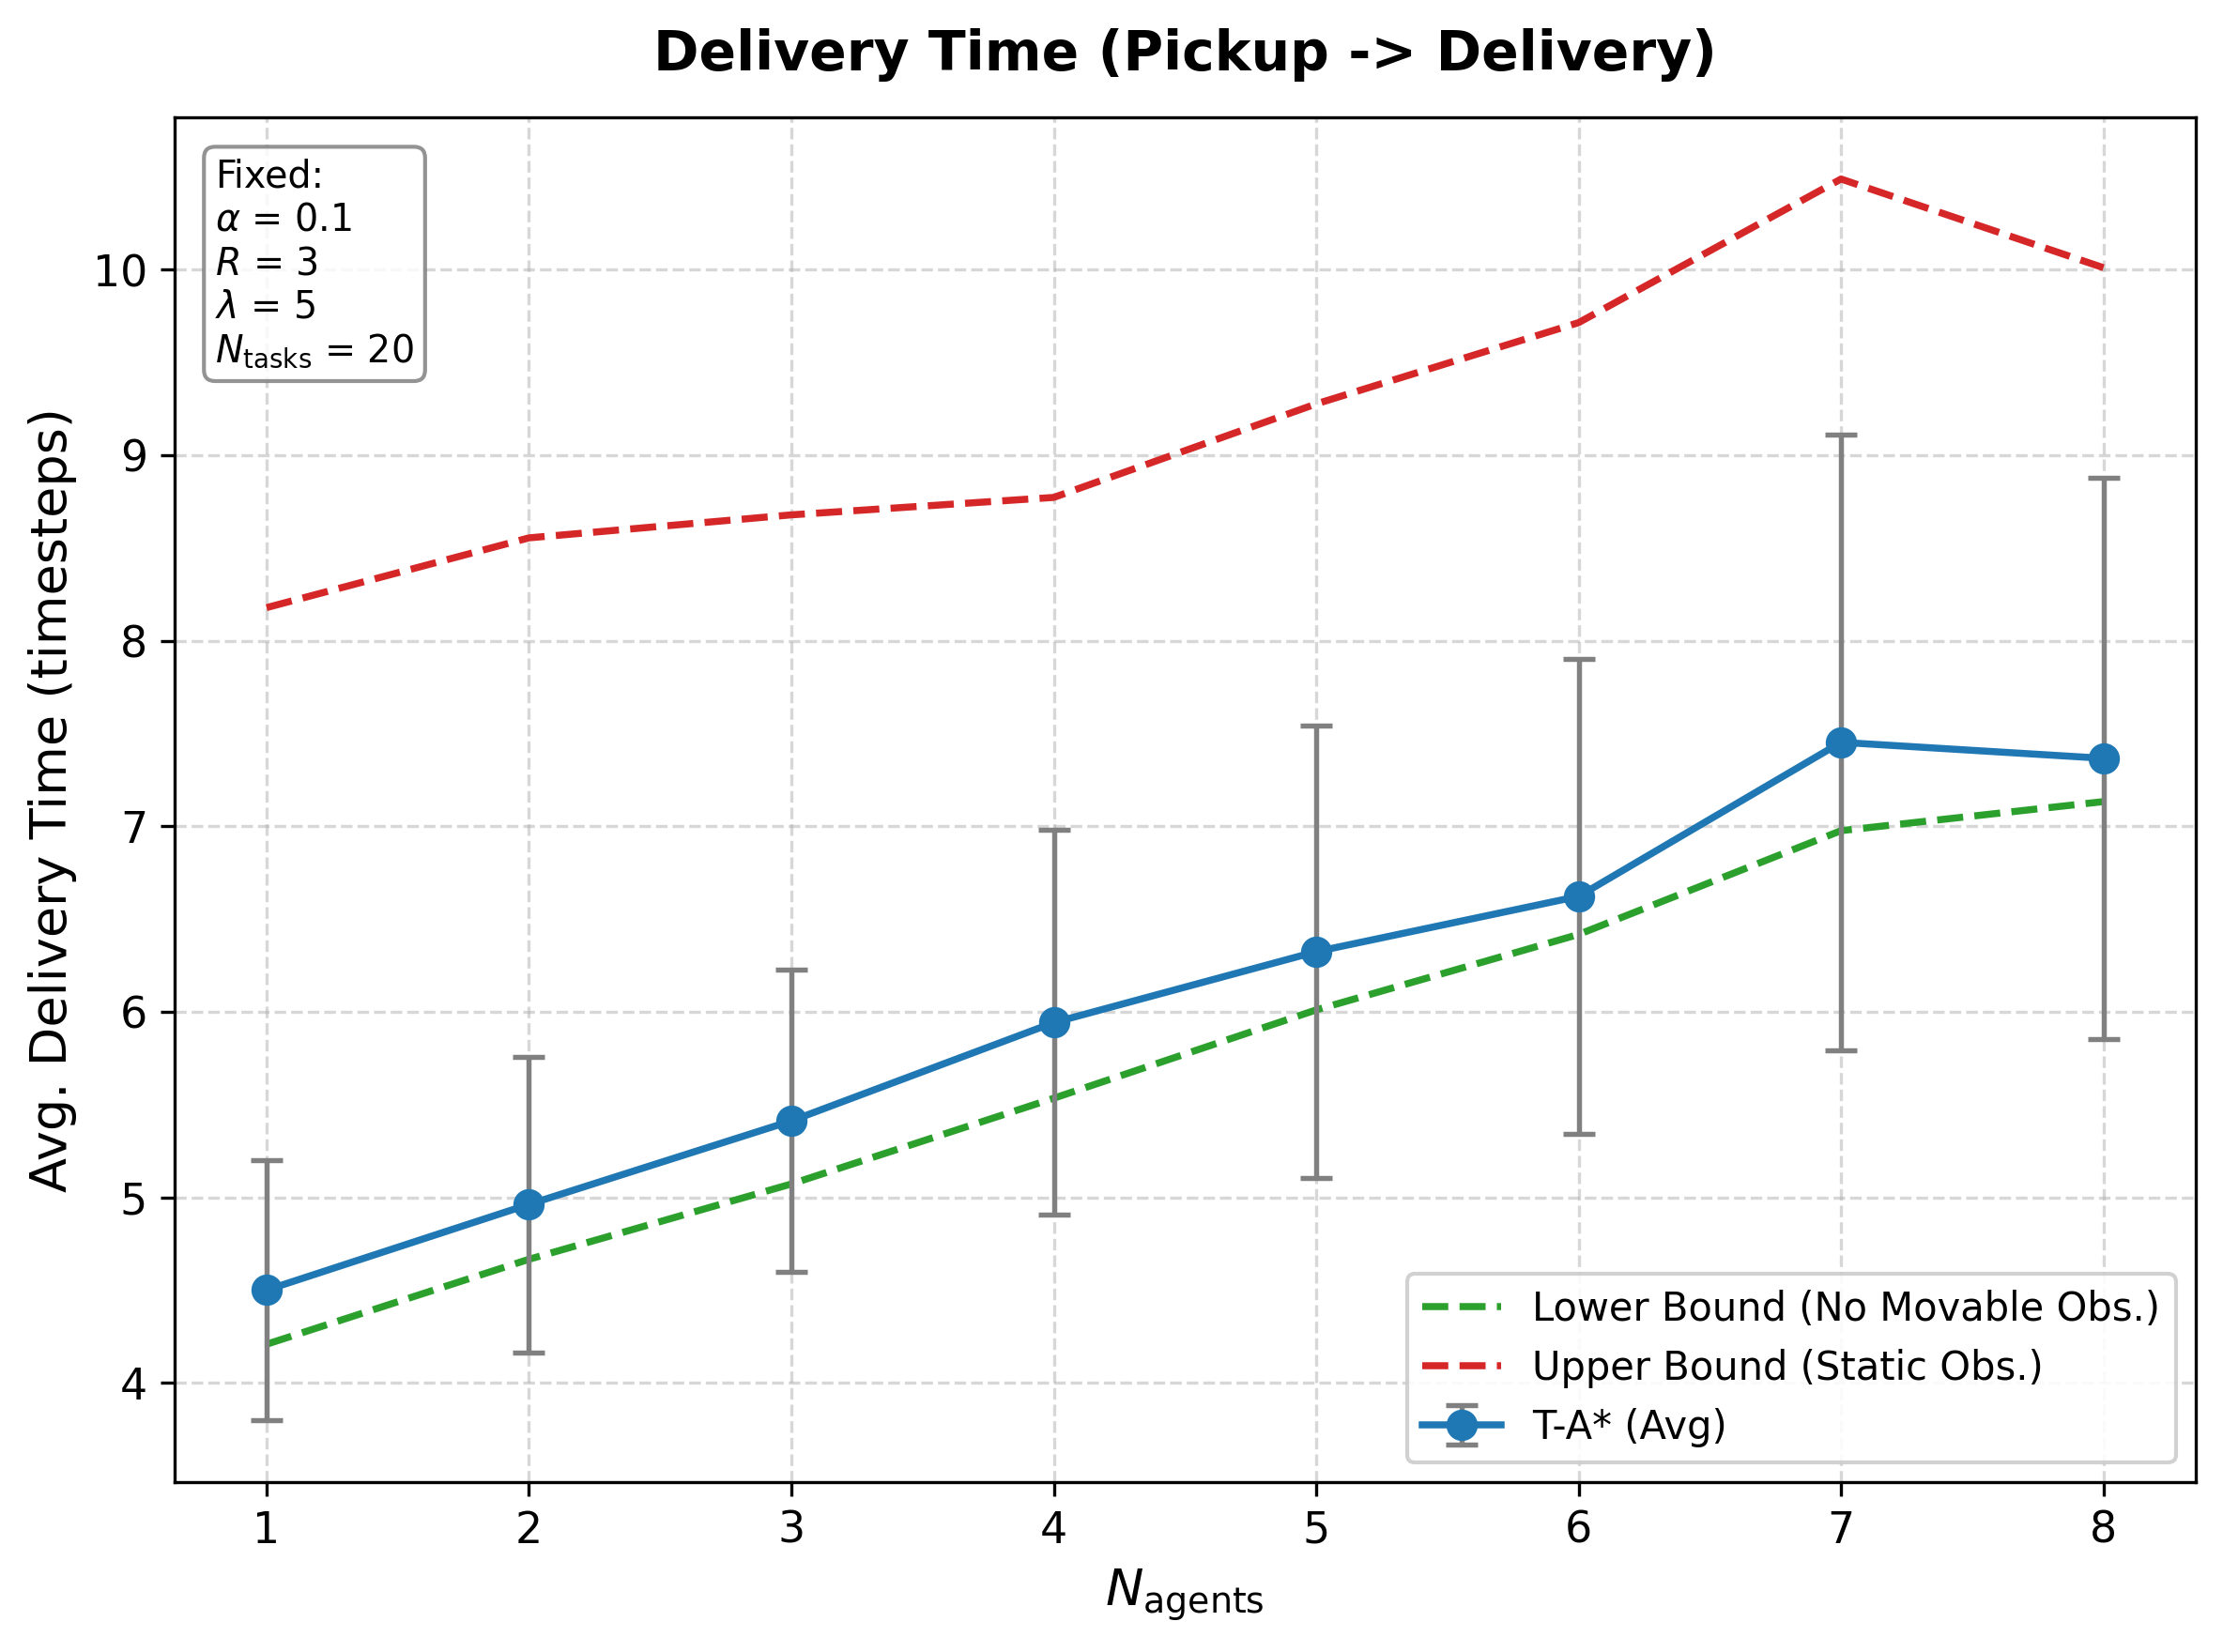 Delivery Time (Pickup -> Delivery)
Fixed:
α = 0.1
R = 3
λ = 5
N_tasks = 20
Avg. Delivery Time (timesteps)
10
9
8
7
6
5
4
Lower Bound (No Movable Obs.)
Upper Bound (Static Obs.)
T-A* (Avg)
1 2 3 4 5 6 7 8
N_agents